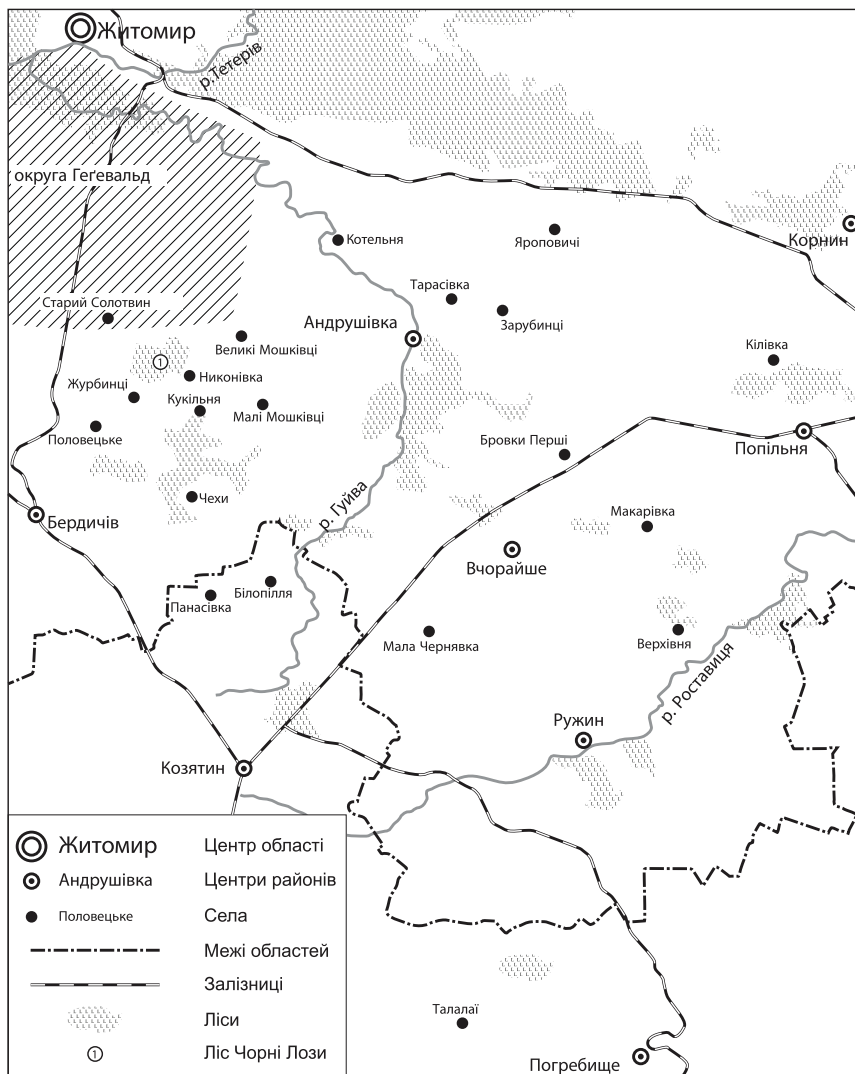 Житомир
р.Тетерів
округа Геґевальд
Корнин
Котельня
Яроповичі
Тарасівка
Старий Солотвин
Зарубинці
Андрушівка
Великі Мошківці
Кілівка
1
Никонівка
Журбинці
Кукільня
Малі Мошківці
Половецьке
Бровки Перші
Попільня
Чехи
р. Гуйва
Бердичів
Макарівка
Вчорайше
Білопілля
Панасівка
Мала Чернявка
Верхівня
р. Роставиця
Ружин
Козятин
Житомир Центр області
Андрушівка Центри районів
Половецьке Села
Межі областей
Залізниці
Ліси
1 Ліс Чорні Лози
Талалаї
Погребище